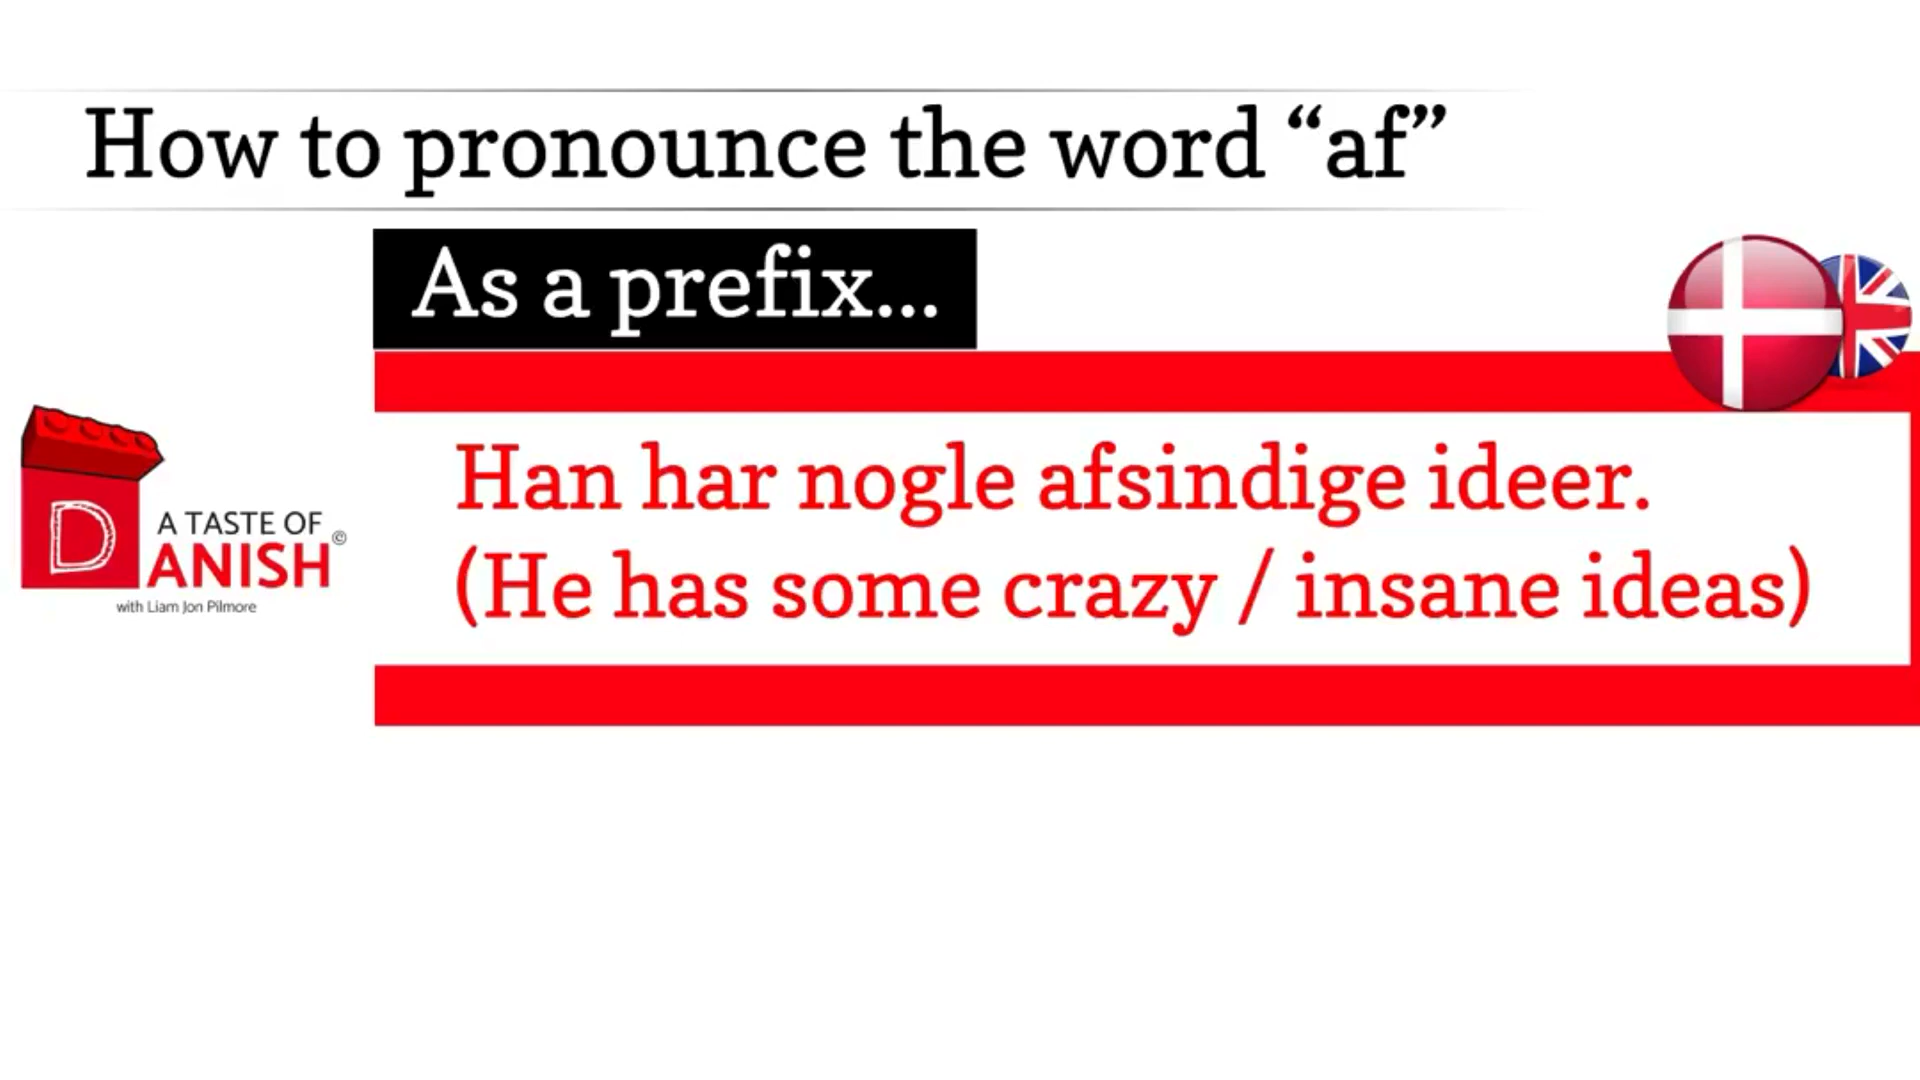 How to pronounce the word “af”
As a prefix...
Han har nogle afsindige ideer.
(He has some crazy / insane ideas)
D
A TASTE OF
ANISH©
with Liam Jon Pilmore